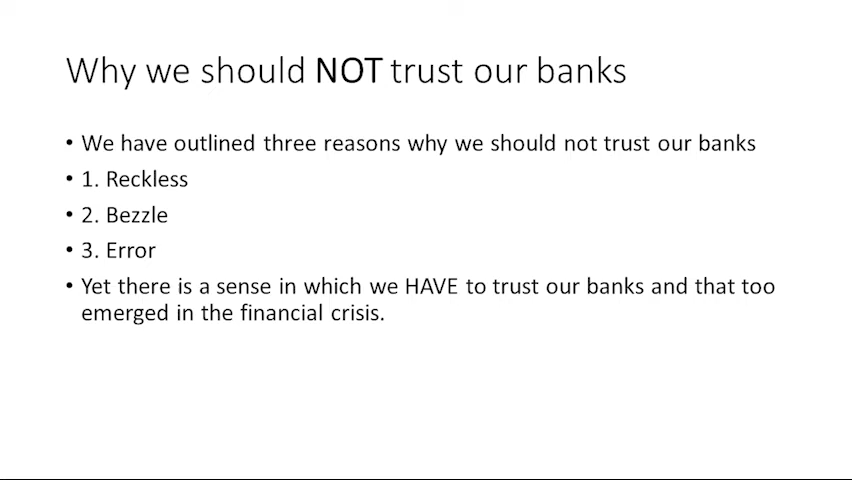 Why we should NOT trust our banks
• We have outlined three reasons why we should not trust our banks
• 1. Reckless
• 2. Bezzle
• 3. Error
• Yet there is a sense in which we HAVE to trust our banks and that too
emerged in the financial crisis.